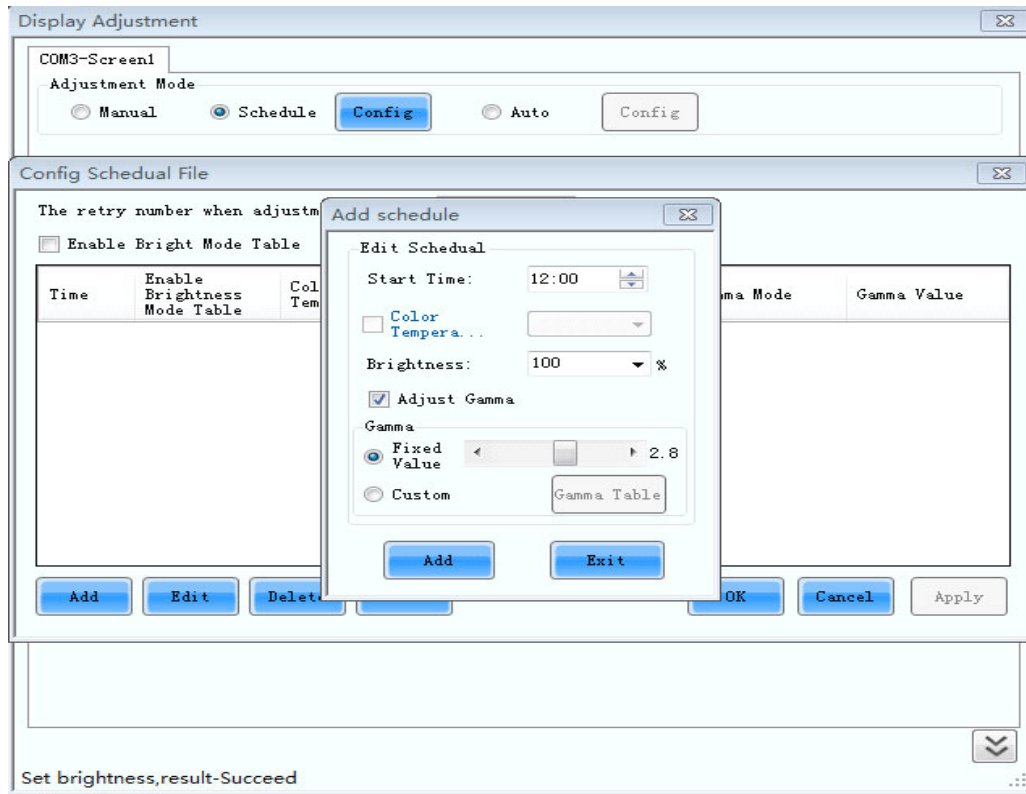 Display Adjustment
COM3-Screen1
Adjustment Mode
Manual
Schedule
Config
Auto
Config
Config Schedual File
The retry number when adjustm
Enable Bright Mode Table
Time
Enable
Brightness
Mode Table
Col
Tem
ma Mode
Gamma Value
Add schedule
Edit Schedual
Start Time:
12:00
Color
Tempera...
Brightness:
100
%
Adjust Gamma
Gamma
Fixed
Value
2.8
Custom
Gamma Table
Add
Exit
Add
Edit
Delete
OK
Cancel
Apply
Set brightness,result-Succeed